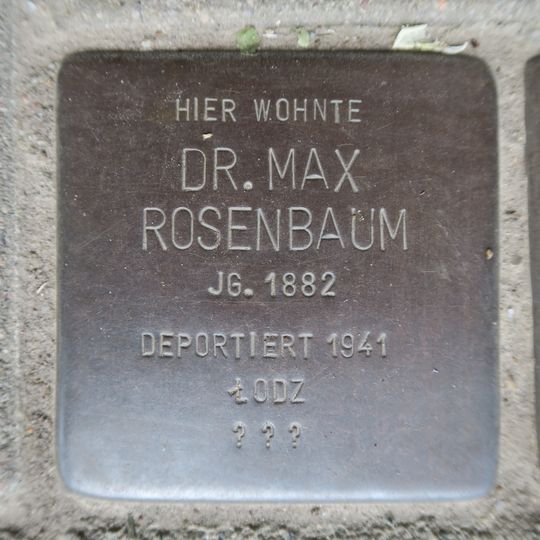 HIER WOHNTE
DR. MAX
ROSENBAUM
JG. 1882
DEPORTIERT 1941
ŁODZ
? ? ?